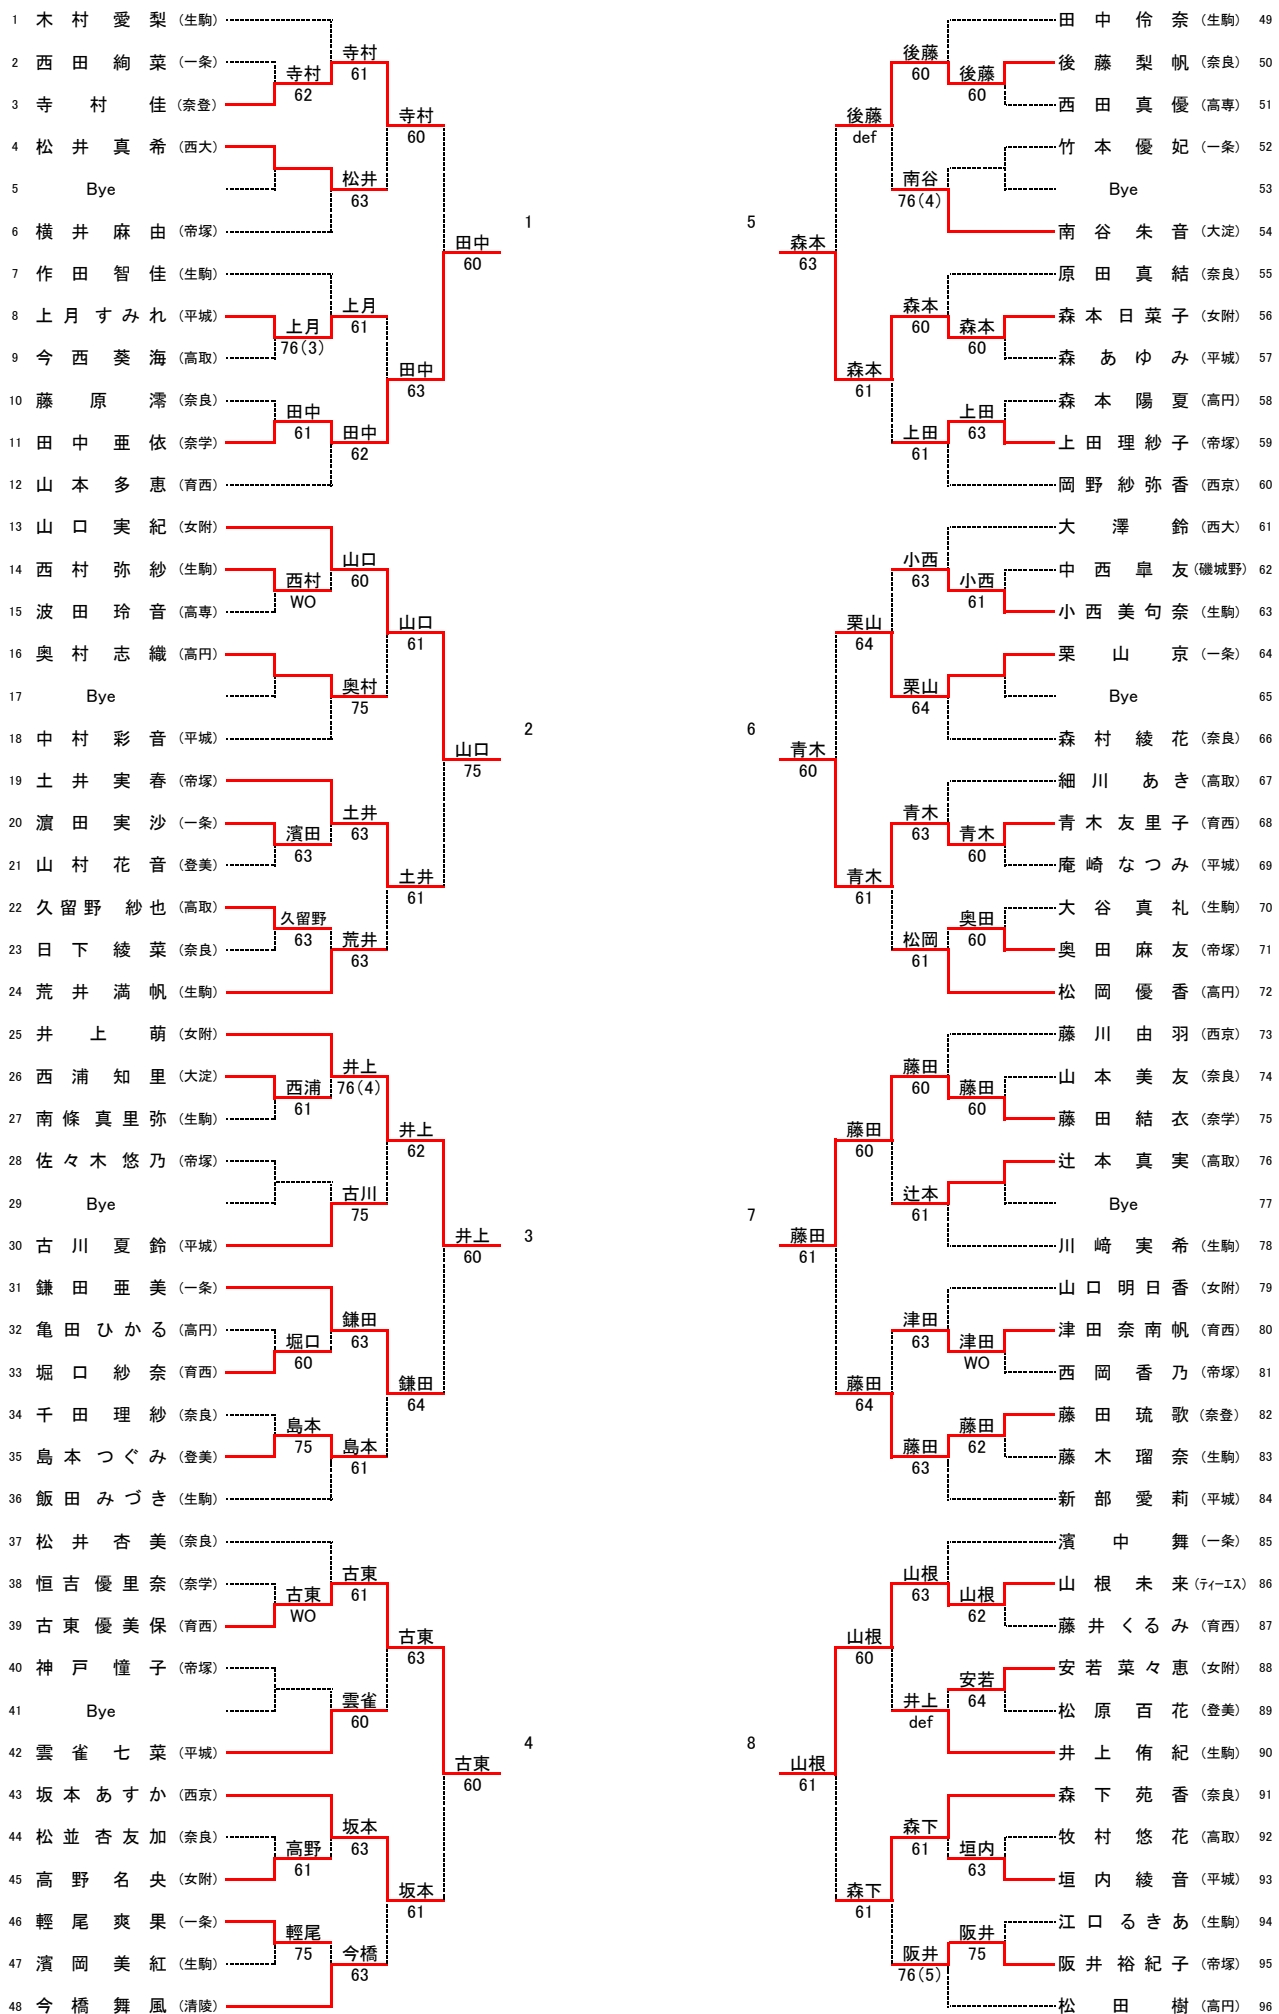 1 木村愛梨 (生駒)
2 西田絢菜 (一条)
3 寺村佳 (奈登)
4 松井真希 (西大)
5 Bye
6 横井麻由 (帝塚)
7 作田智佳 (生駒)
8 上月すみれ (平城)
9 今西葵海 (高取)
10 藤原澪 (奈良)
11 田中亜依 (奈学)
12 山本多恵 (育西)
寺村 62
寺村 61
松井 63
寺村 60
上月 76(3)
上月 61
田中 61
田中 62
田中 63
田中 60
1
13 山口実紀 (女附)
14 西村弥紗 (生駒)
15 波田玲音 (高専)
16 奥村志織 (高円)
17 Bye
18 中村彩音 (平城)
19 土井実春 (帝塚)
20 濵田実沙 (一条)
21 山村花音 (登美)
22 久留野紗也 (高取)
23 日下綾菜 (奈良)
24 荒井満帆 (生駒)
西村 WO
山口 60
奥村 75
山口 61
濱田 63
土井 63
久留野 63
荒井 63
土井 61
山口 75
2
25 井上萌 (女附)
26 西浦知里 (大淀)
27 南條真里弥 (生駒)
28 佐々木悠乃 (帝塚)
29 Bye
30 古川夏鈴 (平城)
31 鎌田亜美 (一条)
32 亀田ひかる (高円)
33 堀口紗奈 (育西)
34 千田理紗 (奈良)
35 島本つぐみ (登美)
36 飯田みづき (生駒)
西浦 61
井上 76(4)
古川 75
井上 62
堀口 60
鎌田 63
島本 75
島本 61
鎌田 64
井上 60
3
37 松井杏美 (奈良)
38 恒吉優里奈 (奈学)
39 古東優美保 (育西)
40 神戸憧子 (帝塚)
41 Bye
42 雲雀七菜 (平城)
43 坂本あすか (西京)
44 松並杏友加 (奈良)
45 高野名央 (女附)
46 輕尾爽果 (一条)
47 濱岡美紅 (生駒)
48 今橋舞風 (清陵)
古東 WO
古東 61
雲雀 60
古東 63
高野 61
坂本 63
輕尾 75
今橋 63
坂本 61
古東 60
4
田中伶奈 (生駒) 49
後藤梨帆 (奈良) 50
西田真優 (高専) 51
竹本優妃 (一条) 52
Bye 53
南谷朱音 (大淀) 54
原田真結 (奈良) 55
森本日菜子 (女附) 56
森あゆみ (平城) 57
森本陽夏 (高円) 58
上田理紗子 (帝塚) 59
岡野紗弥香 (西京) 60
後藤 60
後藤 60
南谷 76(4)
後藤 def
森本 60
森本 60
上田 63
上田 61
森本 61
森本 63
5
大澤鈴 (西大) 61
中西皐友 (磯城野) 62
小西美句奈 (生駒) 63
栗山京 (一条) 64
Bye 65
森村綾花 (奈良) 66
細川あき (高取) 67
青木友里子 (育西) 68
庵崎なつみ (平城) 69
大谷真礼 (生駒) 70
奥田麻友 (帝塚) 71
松岡優香 (高円) 72
小西 61
小西 63
栗山 64
栗山 64
青木 60
青木 63
奥田 60
松岡 61
青木 61
青木 60
6
藤川由羽 (西京) 73
山本美友 (奈良) 74
藤田結衣 (奈学) 75
辻本真実 (高取) 76
Bye 77
川﨑実希 (生駒) 78
山口明日香 (女附) 79
津田奈南帆 (育西) 80
西岡香乃 (帝塚) 81
藤田琉歌 (奈登) 82
藤木瑠奈 (生駒) 83
新部愛莉 (平城) 84
藤田 60
藤田 60
辻本 61
藤田 60
津田 WO
津田 63
藤田 62
藤田 63
藤田 64
藤田 61
7
濱中舞 (一条) 85
山根未来 (ティーエス) 86
藤井くるみ (育西) 87
安若菜々恵 (女附) 88
松原百花 (登美) 89
井上侑紀 (生駒) 90
森下苑香 (奈良) 91
牧村悠花 (高取) 92
垣内綾音 (平城) 93
江口るきあ (生駒) 94
阪井裕紀子 (帝塚) 95
松田樹 (高円) 96
山根 62
山根 63
安若 64
井上 def
山根 60
垣内 63
森下 61
阪井 75
阪井 76(5)
森下 61
山根 61
8